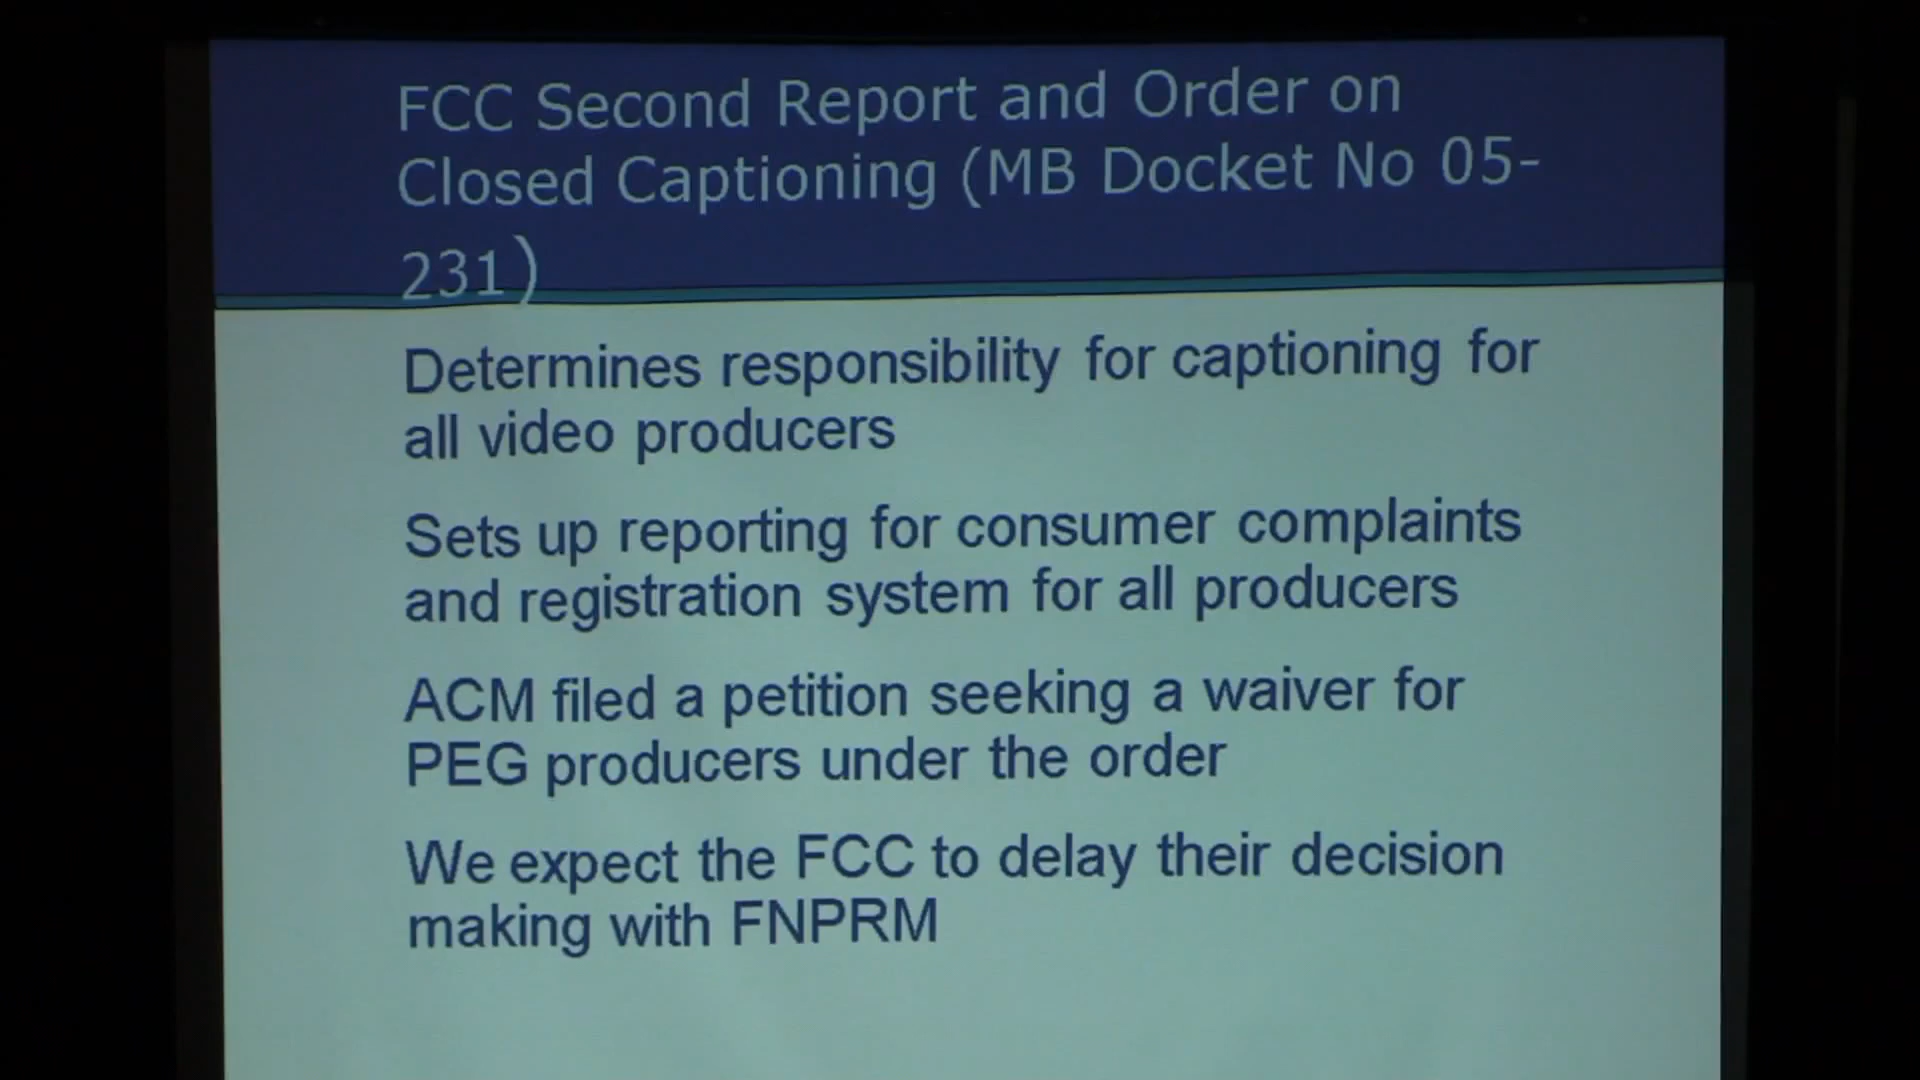 FCC Second Report and Order on
Closed Captioning (MB Docket No 05-
231)
Determines responsibility for captioning for
all video producers
Sets up reporting for consumer complaints
and registration system for all producers
ACM filed a petition seeking a waiver for
PEG producers under the order
We expect the FCC to delay their decision
making with FNPRM